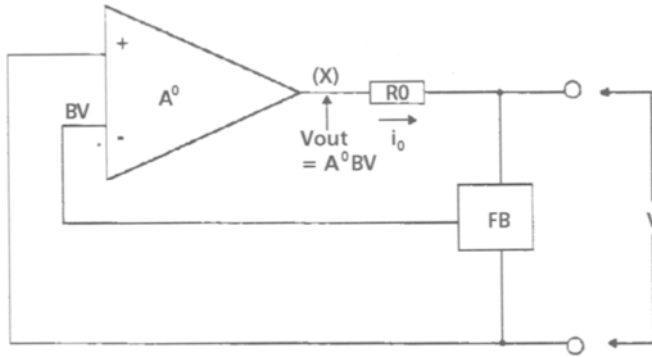 +
A⁰
(X)
R0
BV
-
Vout
= A⁰BV
i₀
FB
V